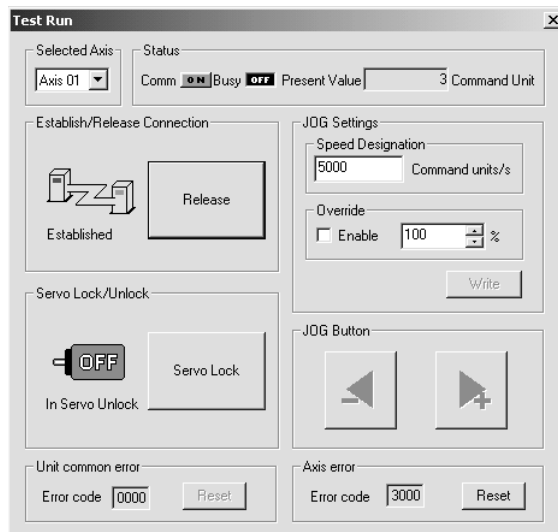 Test Run
Selected Axis
Axis 01
Status
Comm ON Busy OFF Present Value 3 Command Unit
Establish/Release Connection
Established
Release
JOG Settings
Speed Designation
5000 Command units/s
Override
Enable 100 %
Write
Servo Lock/Unlock
OFF
In Servo Unlock
Servo Lock
JOG Button
Unit common error
Error code 0000 Reset
Axis error
Error code 3000 Reset